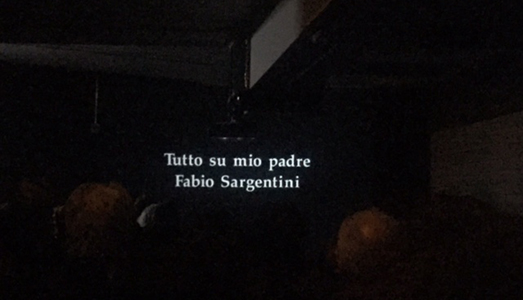 Tutto su mio padre
Fabio Sargentini